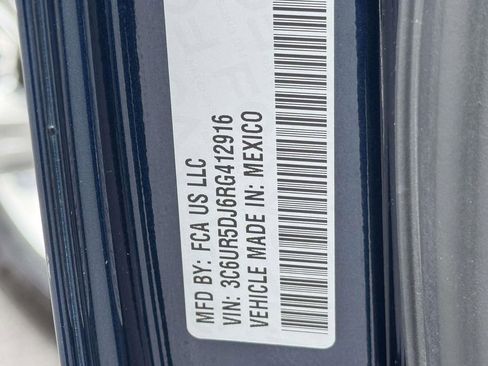 MFD BY: FCA US LLC
VIN: 3C6UR5DJ6RG412916
VEHICLE MADE IN: MEXICO